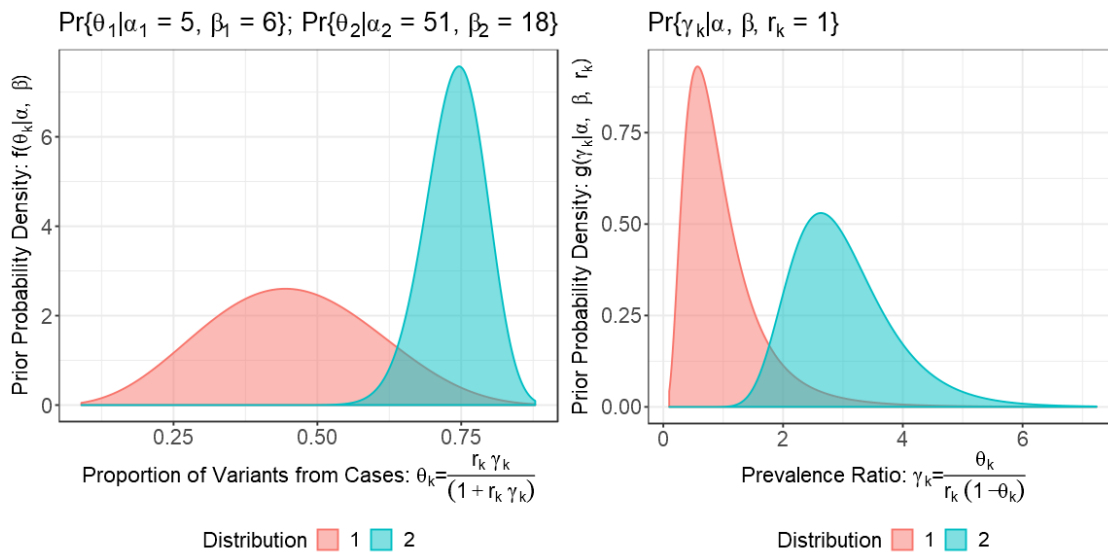 Pr{θ₁|α₁ = 5, β₁ = 6}; Pr{θ₂|α₂ = 51, β₂ = 18}
Prior Probability Density: f(θₖ|α, β)
6
4
2
0
0.25 0.50 0.75
Proportion of Variants from Cases: θₖ=rₖ γₖ/(1+rₖ γₖ)
Distribution 1 2
Pr{γₖ|α, β, rₖ = 1}
Prior Probability Density: g(γₖ|α, β, rₖ)
0.75
0.50
0.25
0.00
0 2 4 6
Prevalence Ratio: γₖ=θₖ/rₖ (1−θₖ)
Distribution 1 2